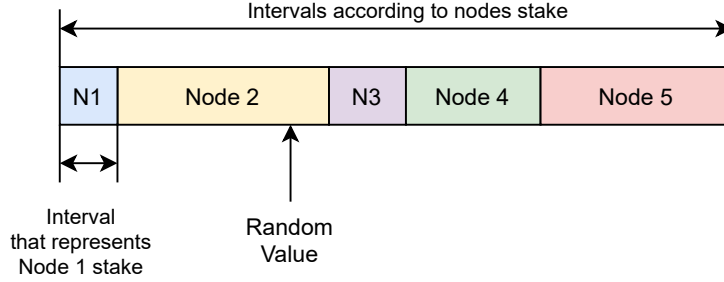 Intervals according to nodes stake
N1
Node 2
N3
Node 4
Node 5
Interval
that represents
Node 1 stake
Random
Value